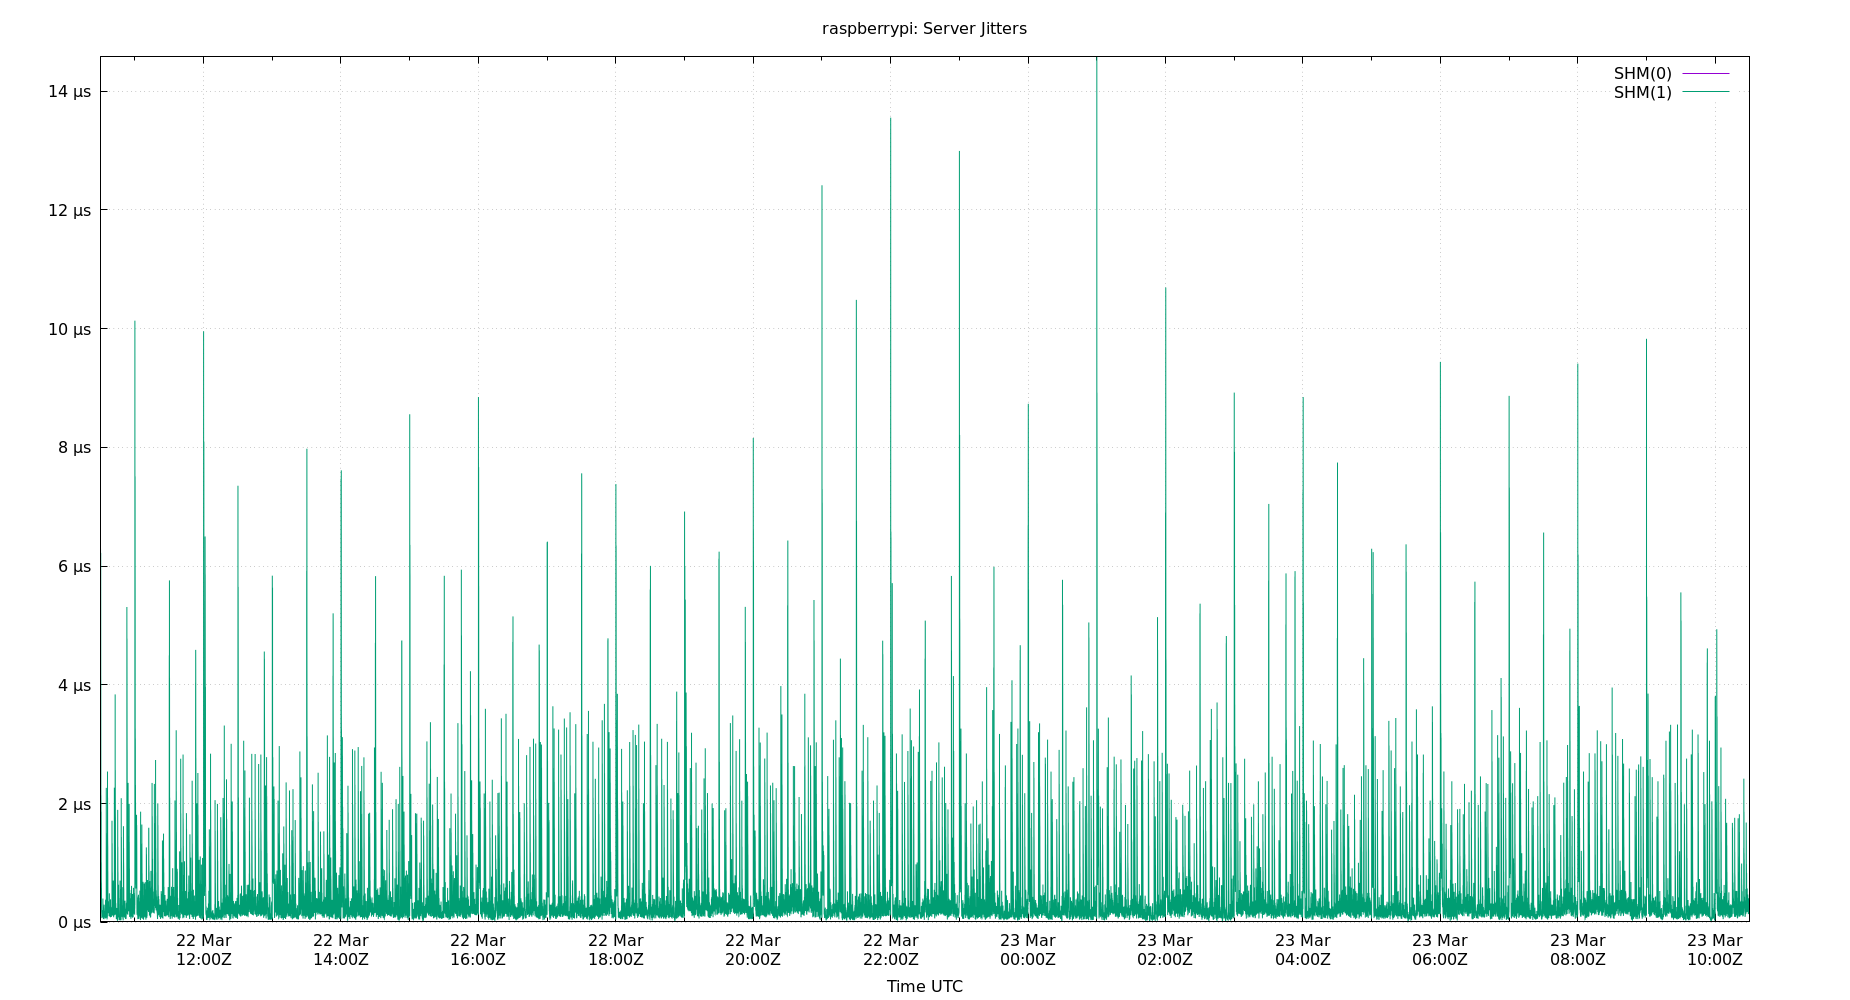 raspberrypi: Server Jitters
SHM(0)
SHM(1)
14 µs
12 µs
10 µs
8 µs
6 µs
4 µs
2 µs
0 µs
22 Mar 22 Mar 22 Mar 22 Mar 22 Mar 22 Mar 23 Mar 23 Mar 23 Mar 23 Mar 23 Mar 23 Mar
12:00Z 14:00Z 16:00Z 18:00Z 20:00Z 22:00Z 00:00Z 02:00Z 04:00Z 06:00Z 08:00Z 10:00Z
Time UTC